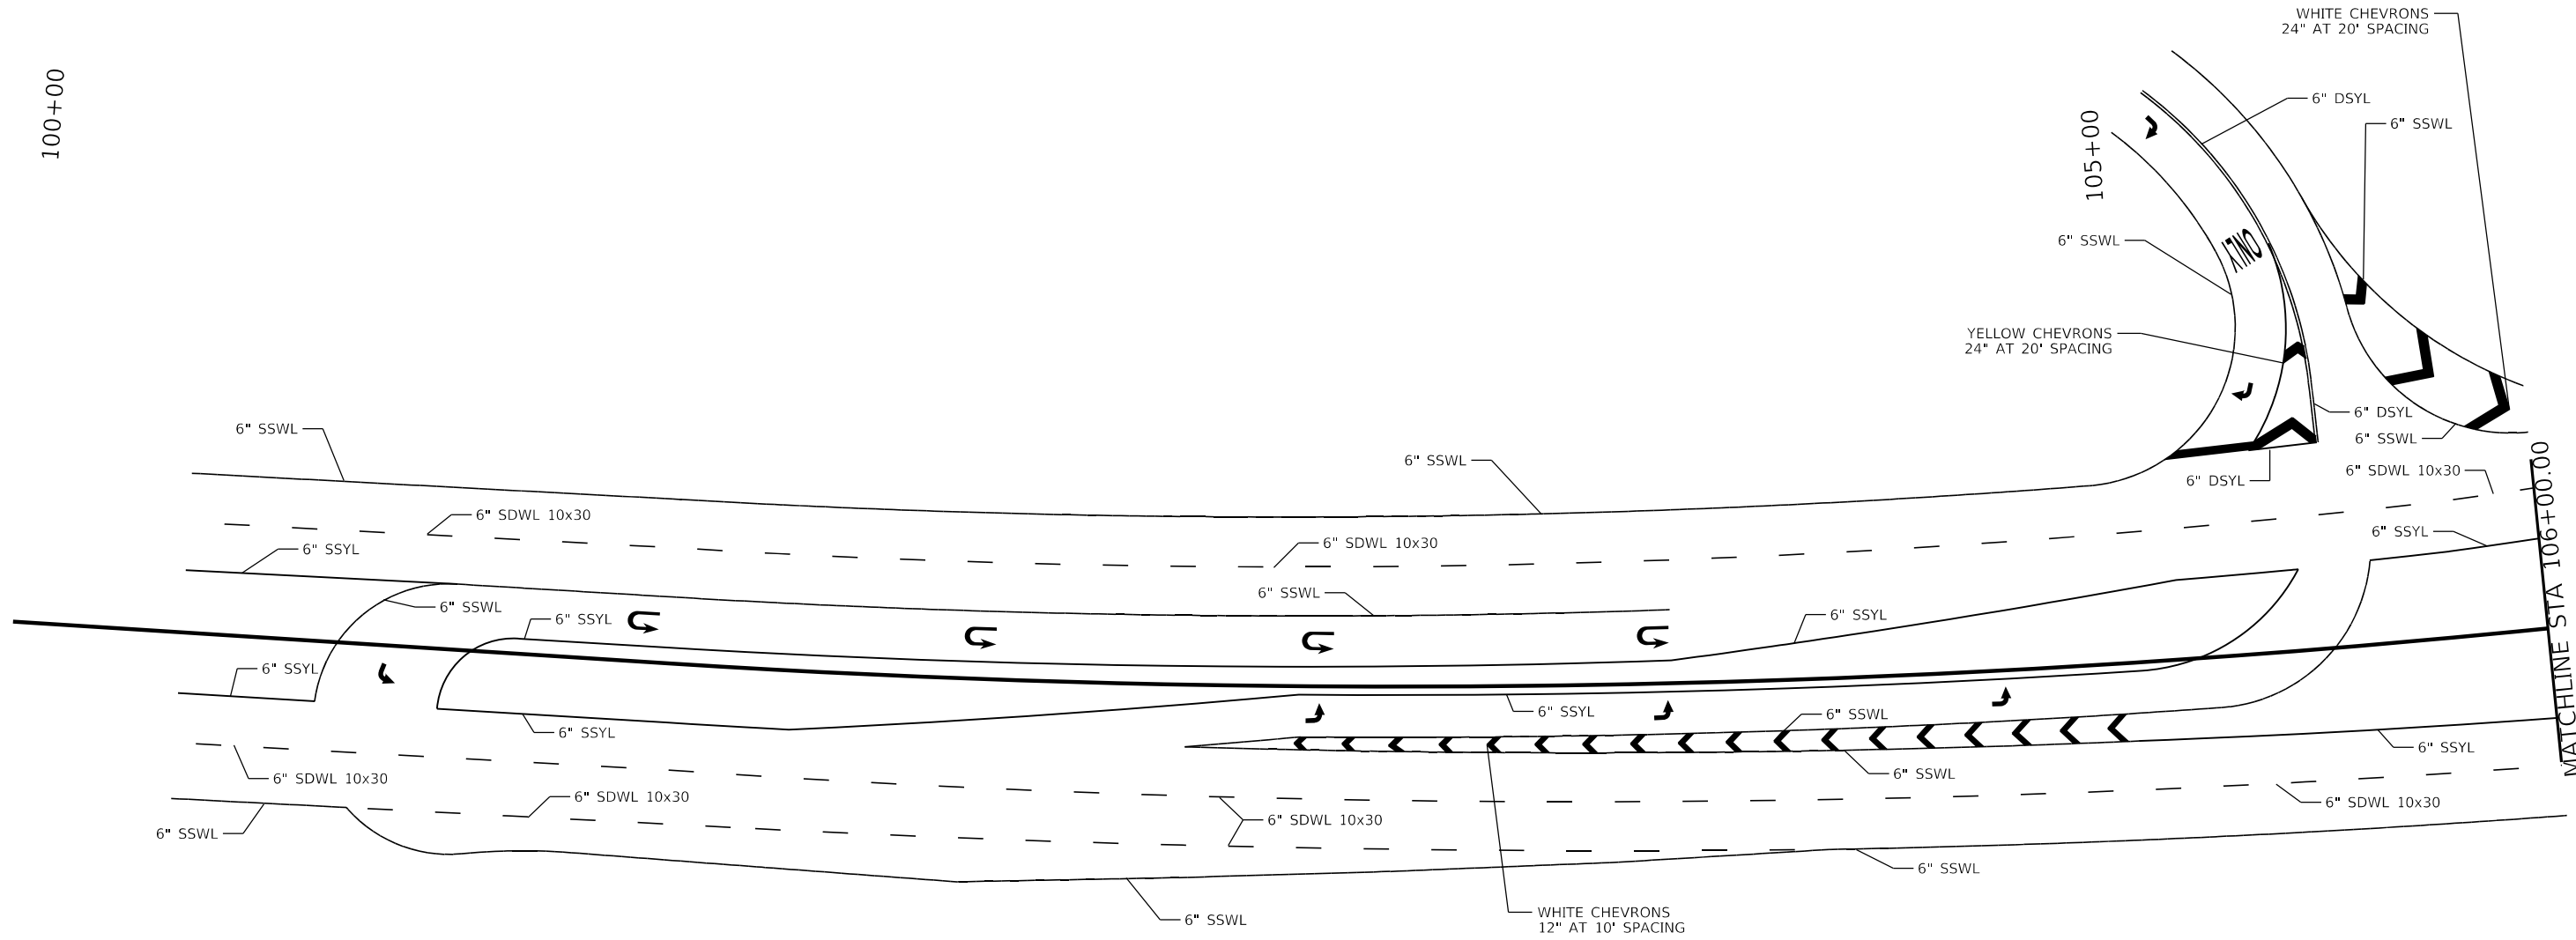 WHITE CHEVRONS
24" AT 20' SPACING
100+00
6" DSYL
105+00
6" SSWL
6" SSWL
ONLY
YELLOW CHEVRONS
24" AT 20' SPACING
6" DSYL
6" SSWL
6" SSWL
6" SSWL
6" SDWL 10x30
6" DSYL
MATCHLINE STA 106+00.00
6" SDWL 10x30
6" SSYL
6" SDWL 10x30
6" SSYL
6" SSWL
6" SSWL
6" SSYL
6" SSYL
6" SSYL
6" SSYL
6" SSWL
6" SSYL
6" SSYL
6" SSWL
6" SDWL 10x30
6" SDWL 10x30
6" SDWL 10x30
6" SDWL 10x30
6" SSWL
6" SSWL
6" SSWL
WHITE CHEVRONS
12" AT 10' SPACING